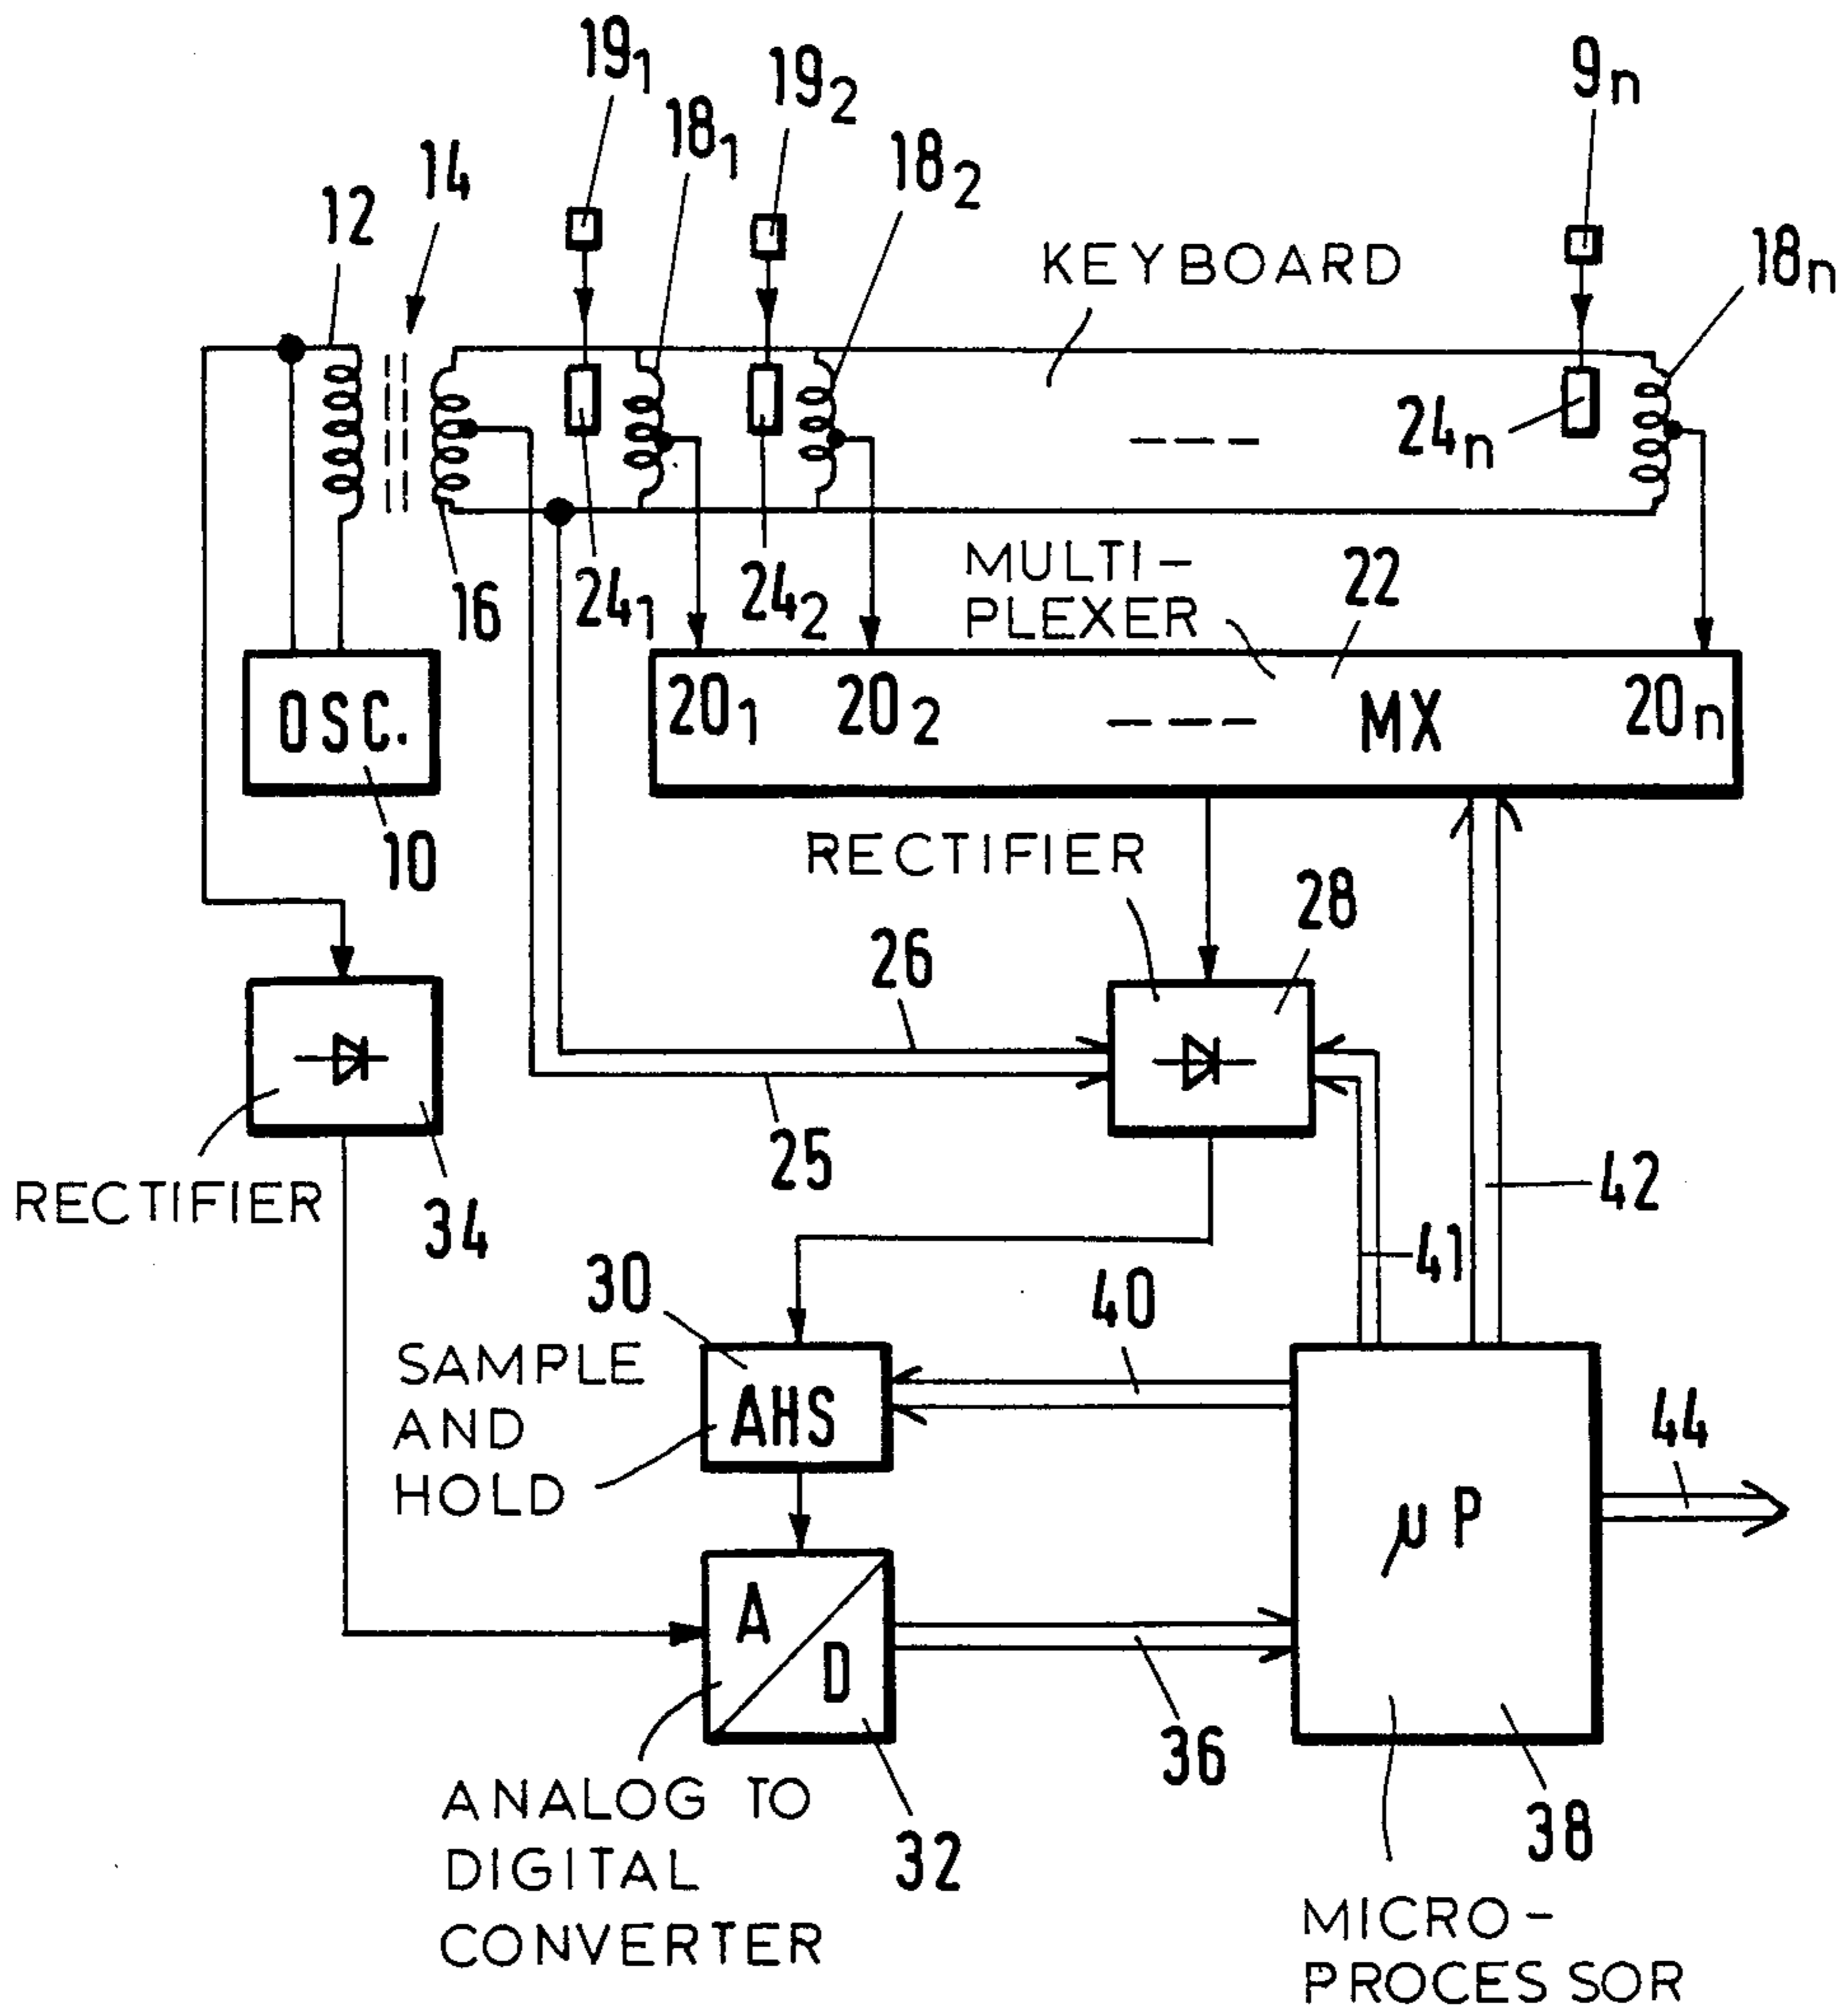 19₁
19₂
9n
18₁
14
18₂
12
KEYBOARD
18n
24n
---
MULTI-
PLEXER
22
24₁
24₂
16
OSC.
20₁
20₂
---
MX
20n
10
RECTIFIER
28
26
25
RECTIFIER
34
42
41
30
40
SAMPLE
AND
HOLD
AHS
44
µP
A
D
36
ANALOG TO
DIGITAL
CONVERTER
32
38
MICRO-
PROCESSOR